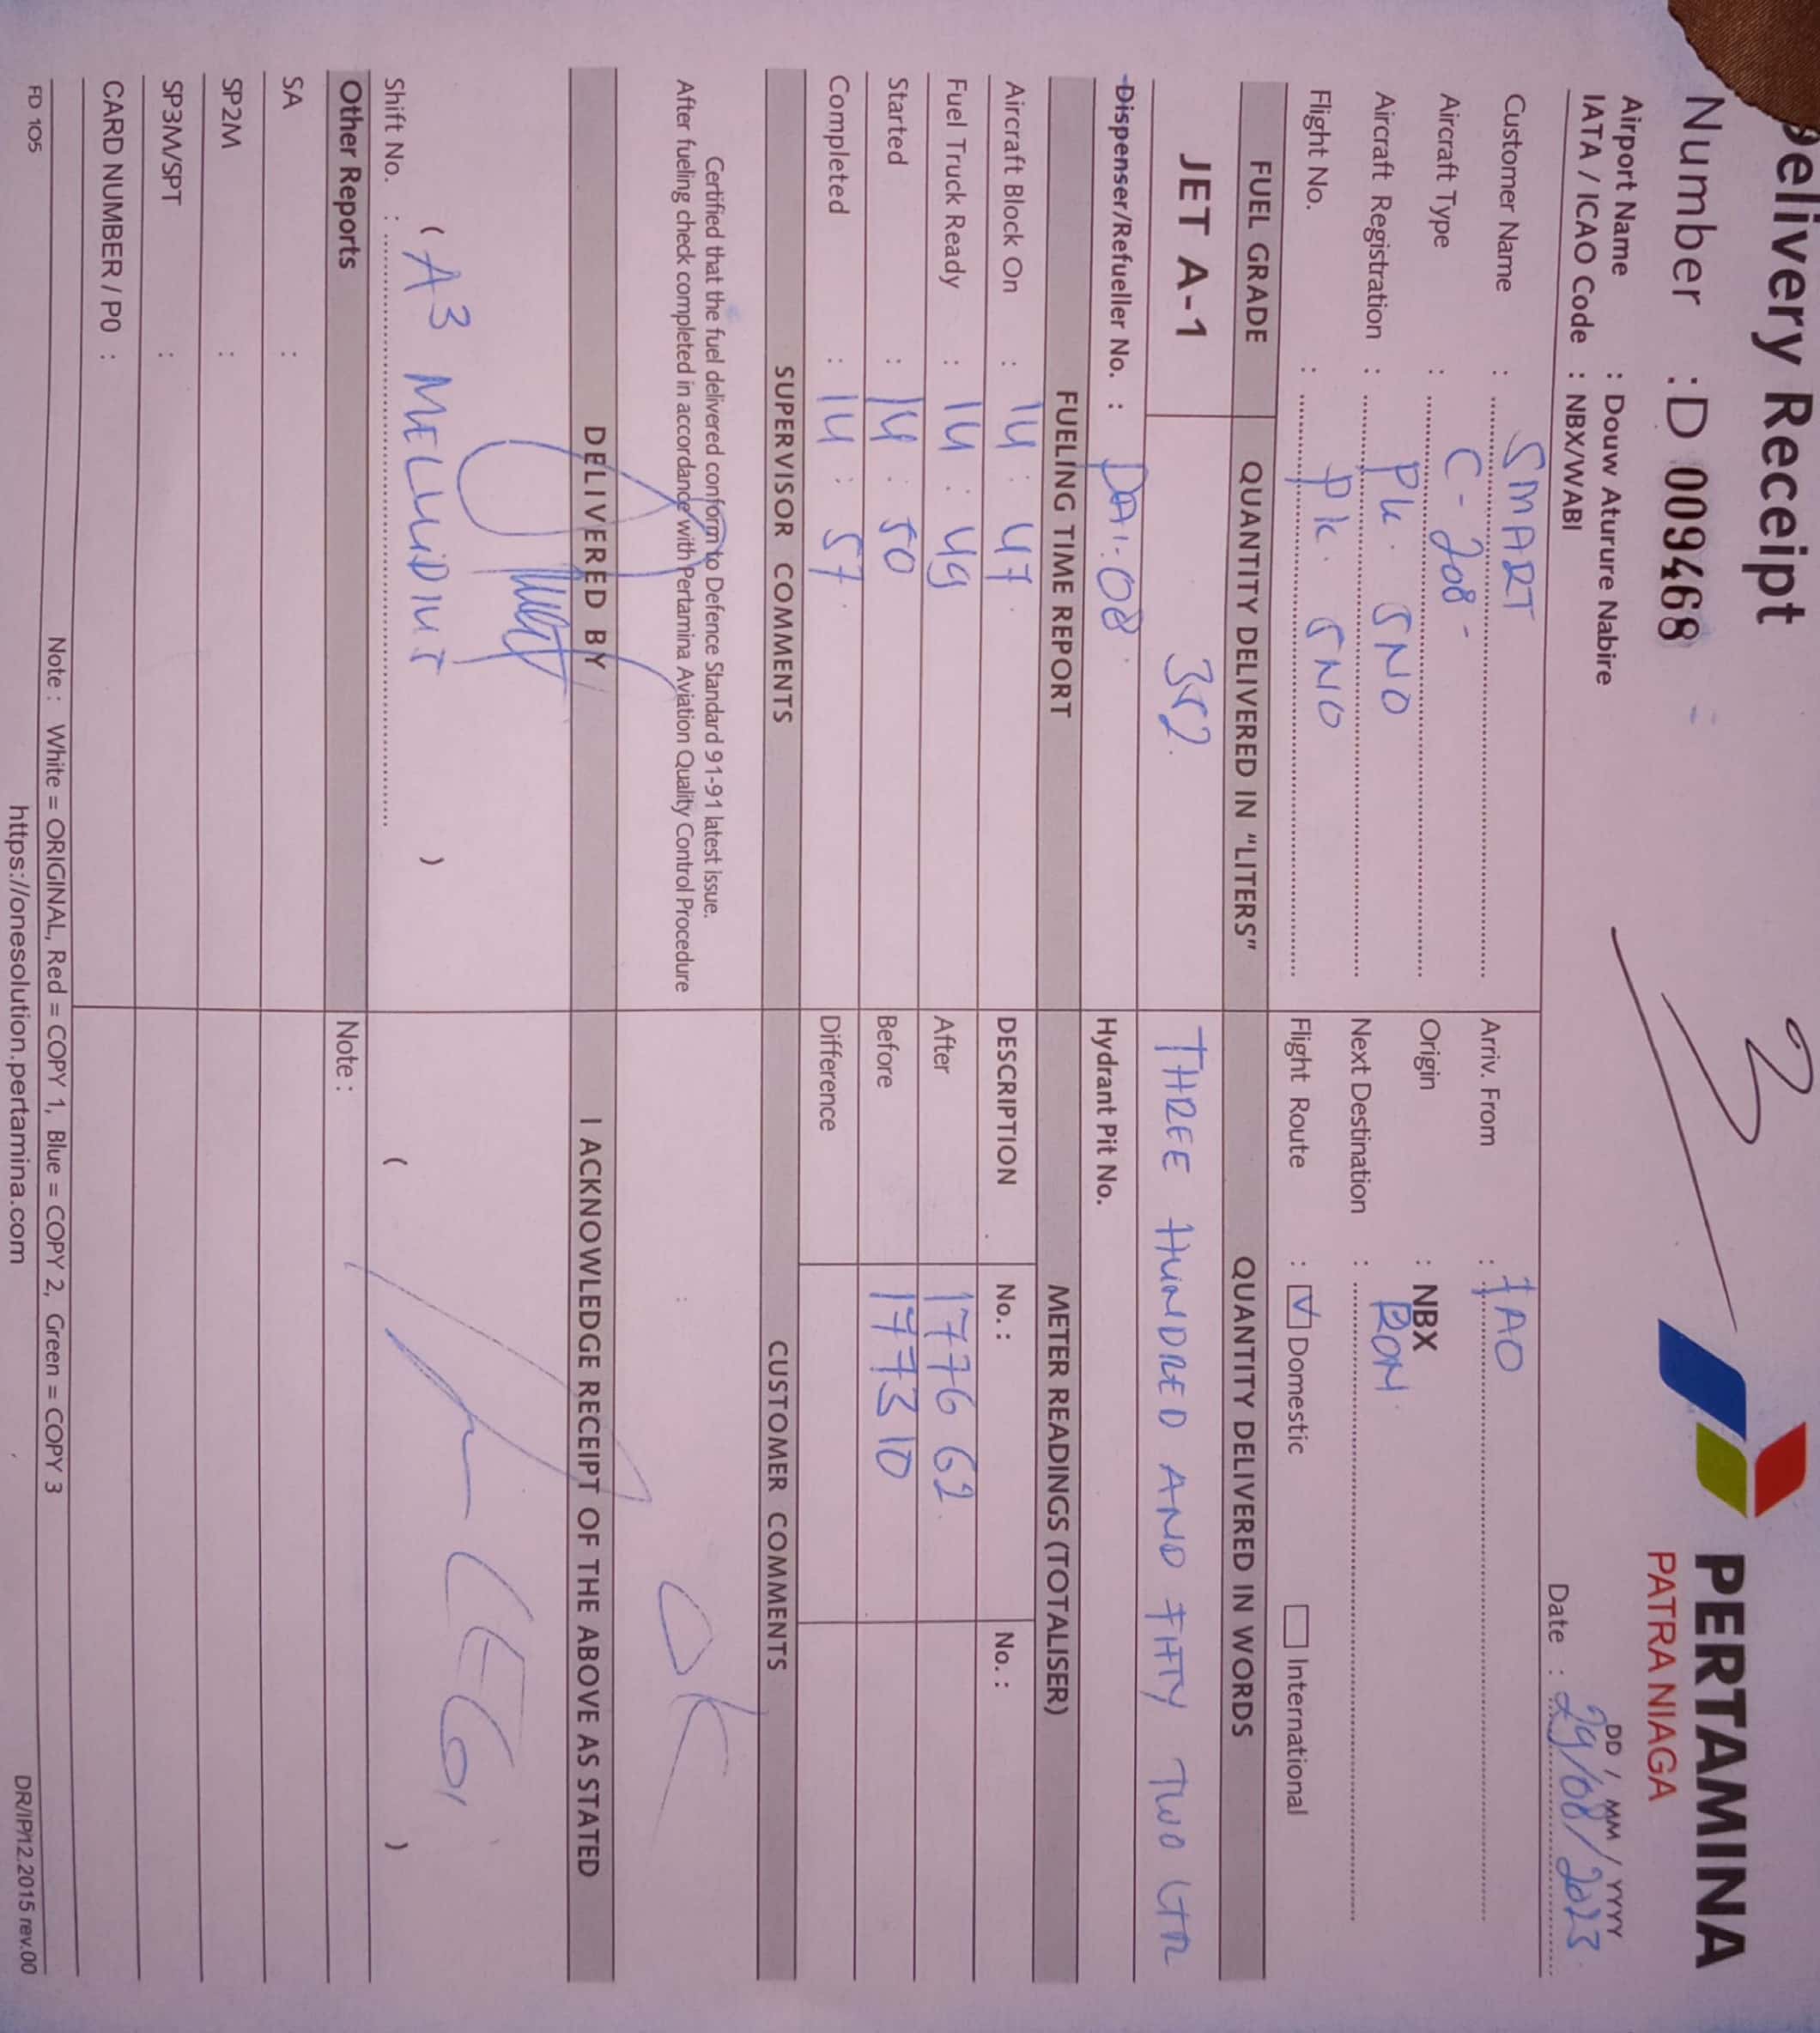 Delivery Receipt
PERTAMINA
PATRA NIAGA
Number : D 009468
Airport Name : Douw Aturure Nabire
IATA / ICAO Code : NBX/WABI
DD / MM / YYYY
Date : 29/08/2023
Customer Name : SMART
Arriv. From : FAO
Aircraft Type : C-208-
Origin : NBX
Aircraft Registration : PK. SNO
Next Destination : RON.
Flight No. : PK. SNO
Flight Route : V Domestic International
FUEL GRADE QUANTITY DELIVERED IN "LITERS" QUANTITY DELIVERED IN WORDS
JET A-1 352. THREE HUNDRED AND FIFTY TWO LTR
Dispenser/Refueller No. : DA1.08.
Hydrant Pit No.
FUELING TIME REPORT METER READINGS (TOTALISER)
Aircraft Block On : 14 : 47. DESCRIPTION No. : No. :
Fuel Truck Ready : 14 : 49 After 177662.
Started : 14 : 50 Before 177310
Completed : 14 : 57. Difference
SUPERVISOR COMMENTS CUSTOMER COMMENTS
Certified that the fuel delivered conform to Defence Standard 91-91 latest issue.
After fueling check completed in accordance with Pertamina Aviation Quality Control Procedure
OK
DELIVERED BY I ACKNOWLEDGE RECEIPT OF THE ABOVE AS STATED
( A3 )
( EGI )
Shift No. :
Other Reports Note :
SA :
SP2M :
SP3M/SPT :
CARD NUMBER / PO :
Note : White = ORIGINAL, Red = COPY 1, Blue = COPY 2, Green = COPY 3
FD 105 https://onesolution.pertamina.com DR/IP/12.2015 rev.00